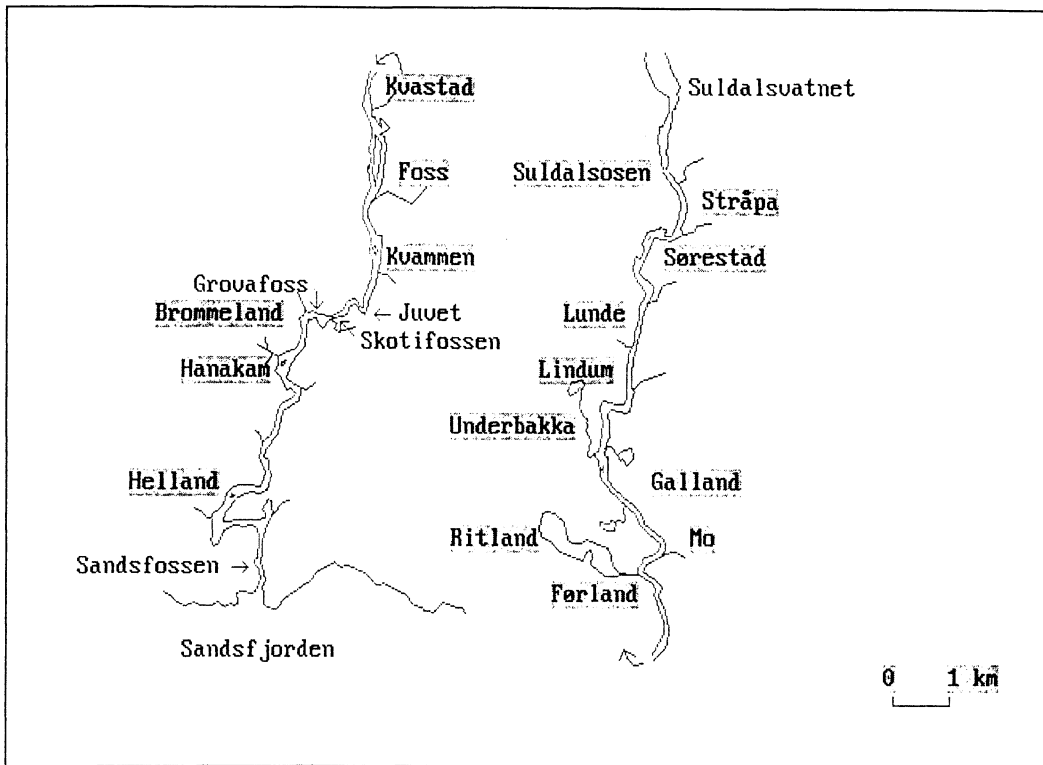 Kvastad
Suldalsvatnet
Foss
Suldalsosen
Stråpa
Kvammen
Sørestad
Grovafoss
Brommeland
← Juvet
Lunde
Skotifossen
Hanakam
Lindum
Underbakka
Helland
Galland
Ritland
Mo
Sandsfossen →
Førland
Sandsfjorden
0 1 km